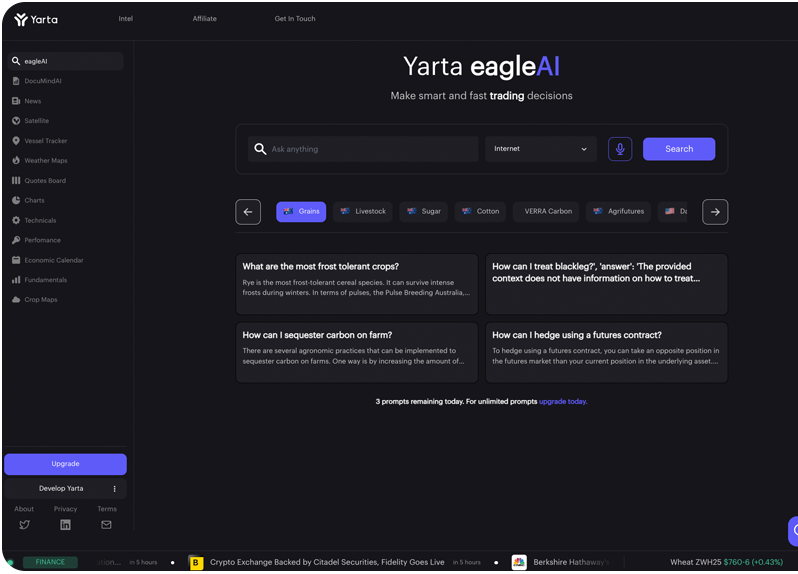 Yarta
Intel
Affiliate
Get In Touch
eagleAI
DocuMindAI
News
Satellite
Vessel Tracker
Weather Maps
Quotes Board
Charts
Technicals
Perfomance
Economic Calendar
Fundamentals
Crop Maps
Upgrade
Develop Yarta
About
Privacy
Terms
Yarta eagleAI
Make smart and fast trading decisions
Ask anything
Internet
Search
Grains
Livestock
Sugar
Cotton
VERRA Carbon
Agrifutures
What are the most frost tolerant crops?
Rye is the most frost-tolerant cereal species. It can survive intense
frosts during winters. In terms of pulses, the Pulse Breeding Australia,...
How can I treat blackleg?', 'answer': 'The provided
context does not have information on how to treat...
How can I sequester carbon on farm?
There are several agronomic practices that can be implemented to
sequester carbon on farms. One way is by increasing the amount of...
How can I hedge using a futures contract?
To hedge using a futures contract, you can take an opposite position in
the futures market than your current position in the underlying asset....
3 prompts remaining today. For unlimited prompts upgrade today.
FINANCE
in 5 hours
B
Crypto Exchange Backed by Citadel Securities, Fidelity Goes Live
in 5 hours
Berkshire Hathaway's
Wheat ZWH25 $760-6 (+0.43%)